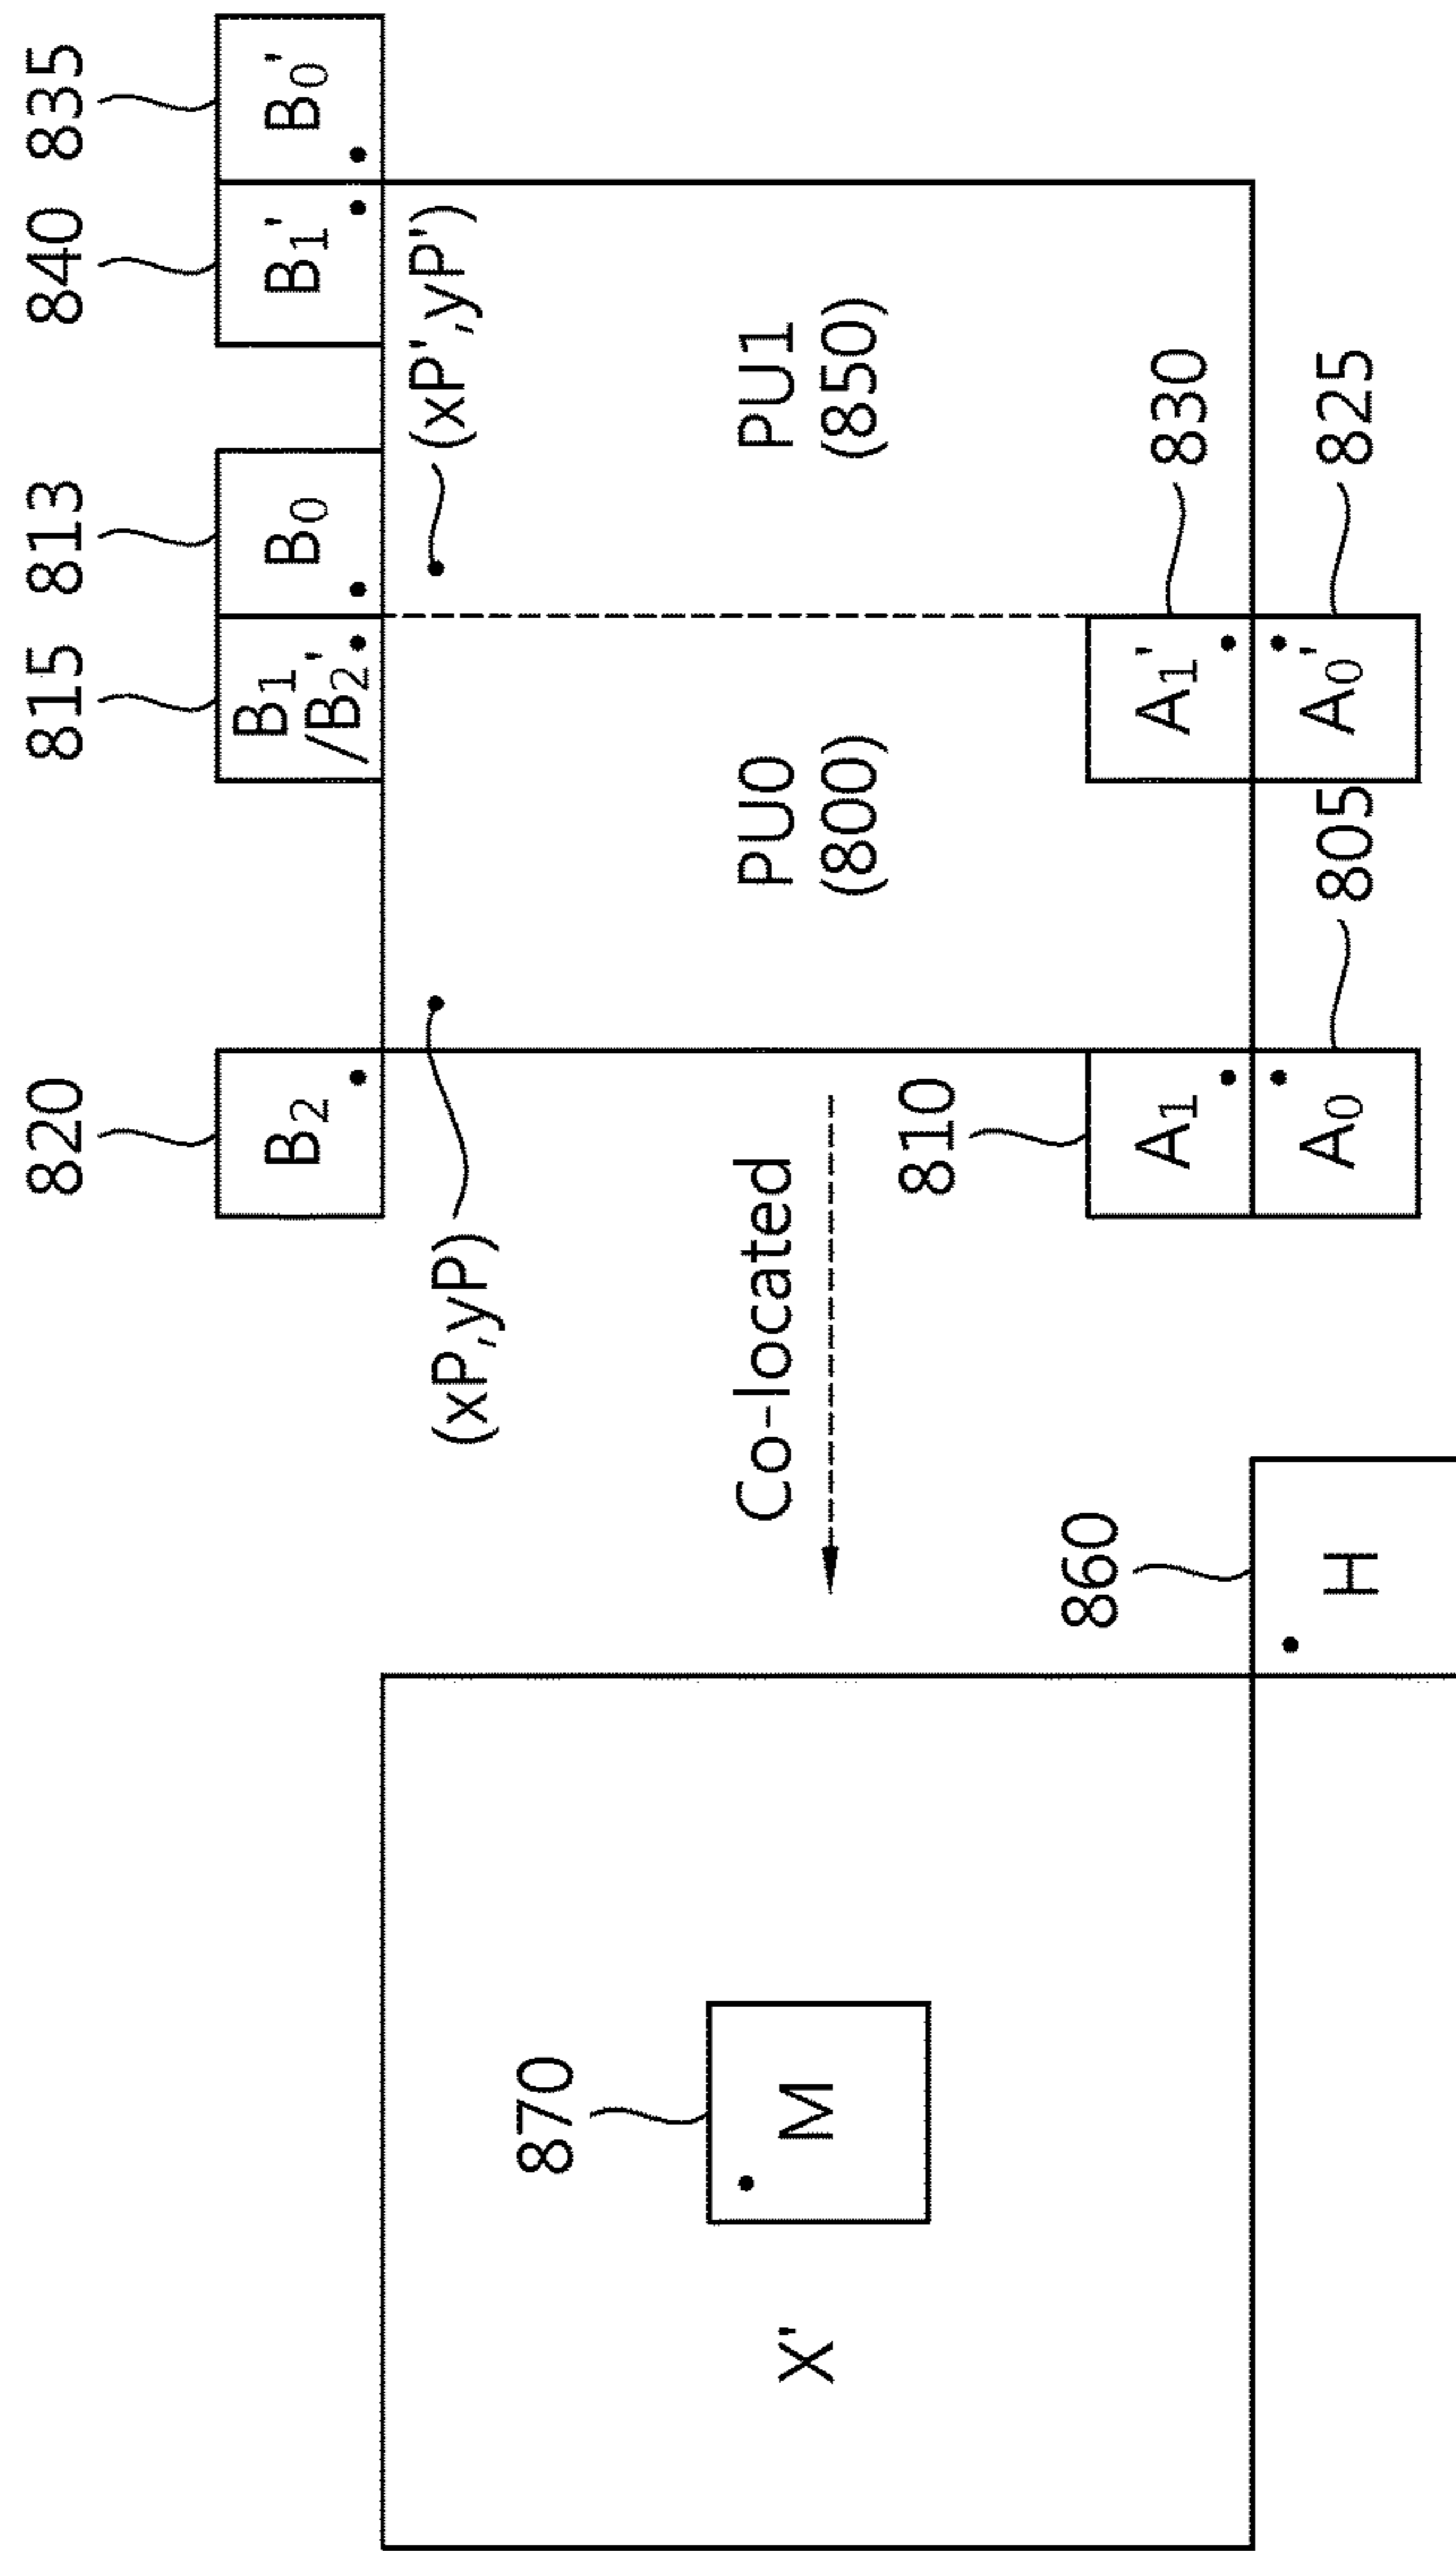 820
815
813
840
835
B₂
B₁
/B₂'
B₀
B₁'
B₀'
(xP,yP)
(xP',yP')
870
X'
M
Co-located
PU0
(800)
PU1
(850)
810
860
A₁
A₁'
830
H
A₀
805
A₀'
825